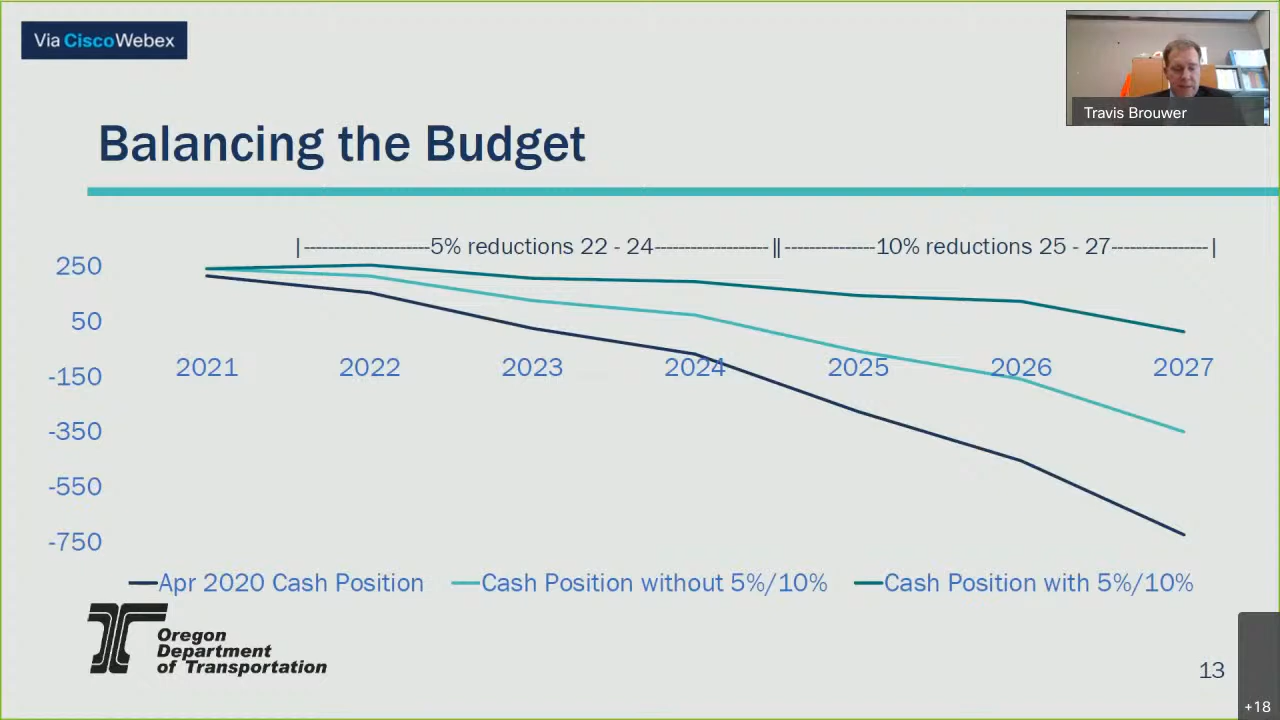 Via CiscoWebex
Travis Brouwer
Balancing the Budget
|--------------------5% reductions 22 - 24------------------||--------------10% reductions 25 - 27---------------|
250
50
-150
-350
-550
-750
2021 2022 2023 2024 2025 2026 2027
Apr 2020 Cash Position Cash Position without 5%/10% Cash Position with 5%/10%
Oregon
Department
of Transportation
13
+18